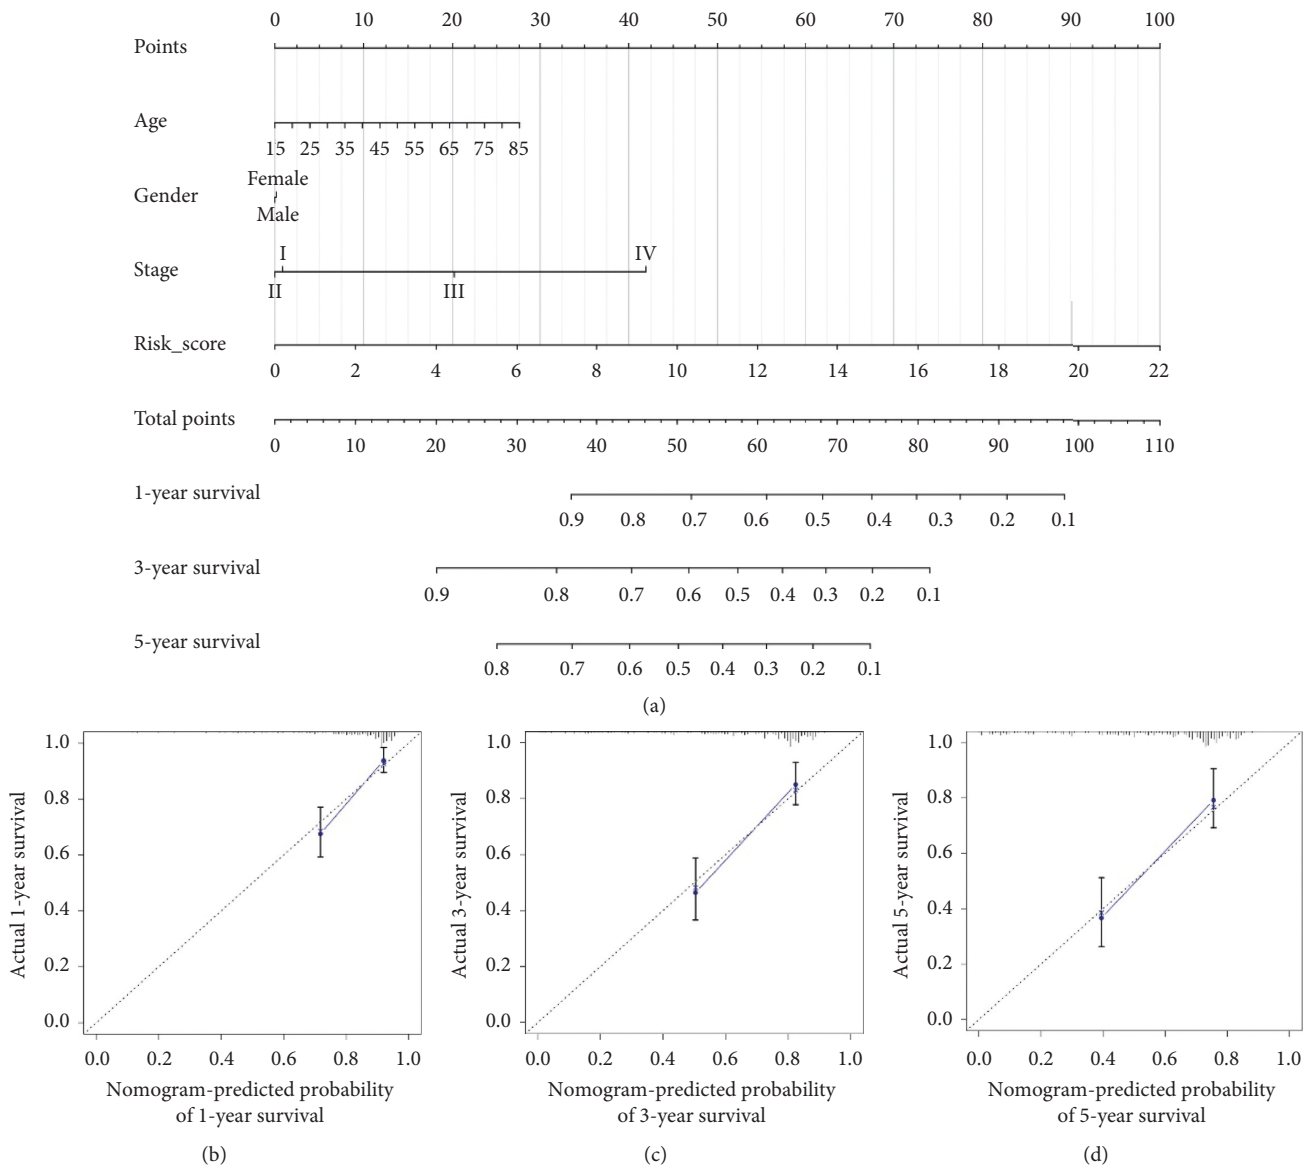 0 10 20 30 40 50 60 70 80 90 100
Points
Age
15 25 35 45 55 65 75 85
Female
Gender
Male
I IV
Stage
II III
Risk_score
0 2 4 6 8 10 12 14 16 18 20 22
Total points
0 10 20 30 40 50 60 70 80 90 100 110
1-year survival
0.9 0.8 0.7 0.6 0.5 0.4 0.3 0.2 0.1
3-year survival
0.9 0.8 0.7 0.6 0.5 0.4 0.3 0.2 0.1
5-year survival
0.8 0.7 0.6 0.5 0.4 0.3 0.2 0.1
(a)
Actual 1-year survival
1.0
0.8
0.6
0.4
0.2
0.0
0.0 0.2 0.4 0.6 0.8 1.0
Nomogram-predicted probability
of 1-year survival
(b)
Actual 3-year survival
1.0
0.8
0.6
0.4
0.2
0.0
0.0 0.2 0.4 0.6 0.8 1.0
Nomogram-predicted probability
of 3-year survival
(c)
Actual 5-year survival
1.0
0.8
0.6
0.4
0.2
0.0
0.0 0.2 0.4 0.6 0.8 1.0
Nomogram-predicted probability
of 5-year survival
(d)